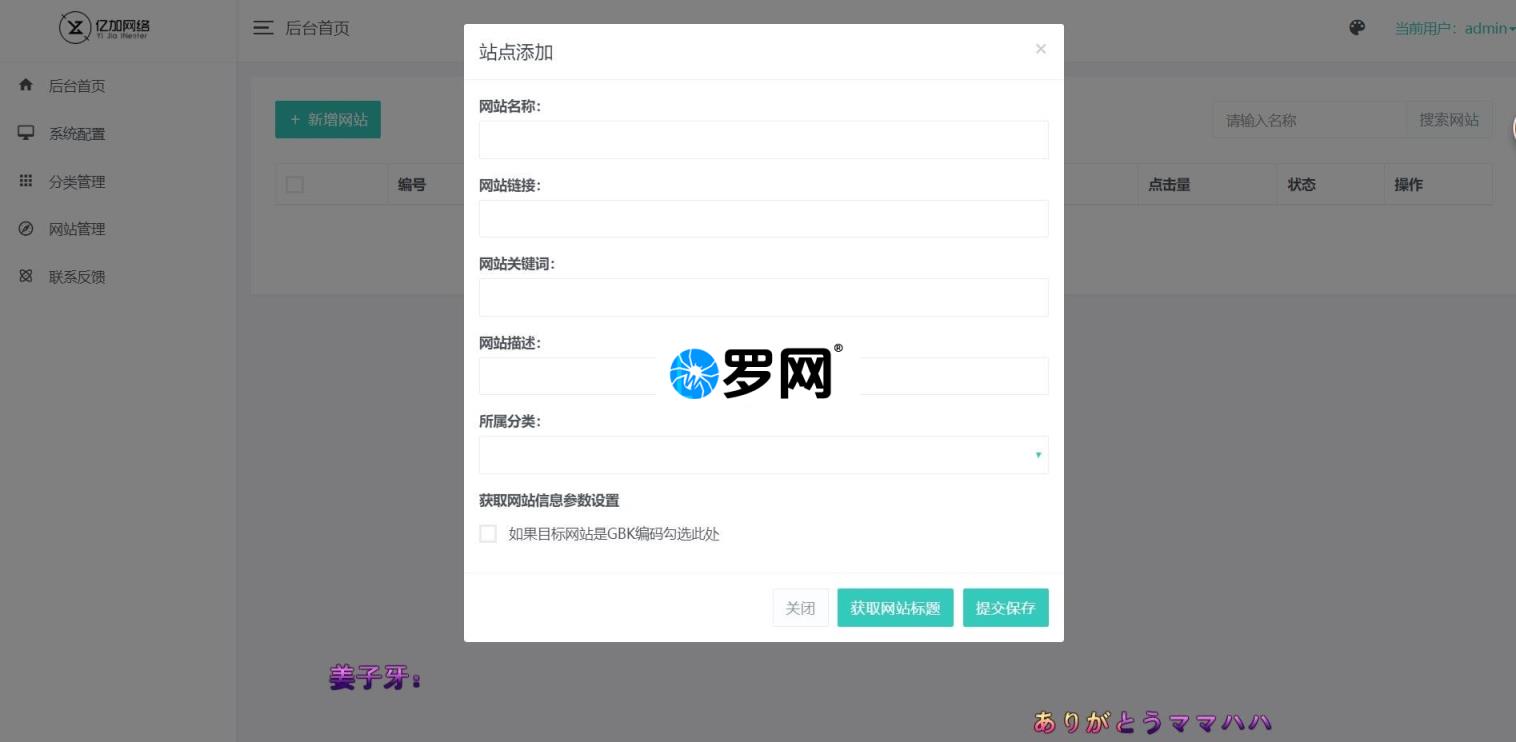 亿加网络
Yi Jia
后台首页
当前用户：admin
后台首页
系统配置
分类管理
网站管理
联系反馈
+ 新增网站
请输入名称
搜索网站
编号
点击量
状态
操作
站点添加
×
网站名称：
网站链接：
网站关键词：
网站描述：
罗网®
所属分类：
获取网站信息参数设置
如果目标网站是GBK编码勾选此处
关闭
获取网站标题
提交保存
姜子牙：
ありがとうママハハ